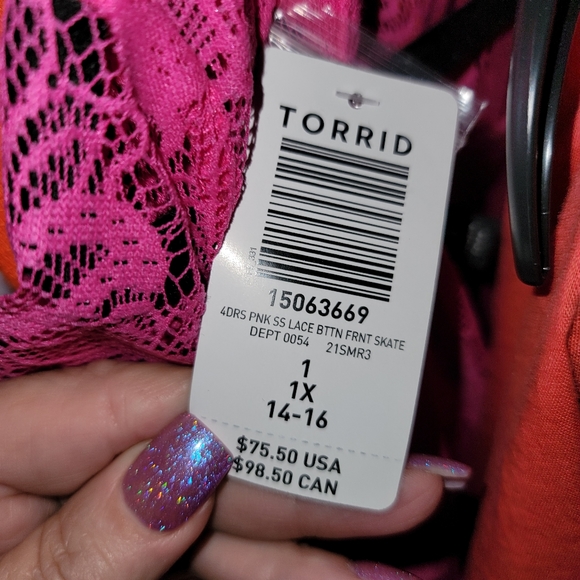 TORRID
15063669
4DRS PNK SS LACE BTTN FRNT SKATE
DEPT 0054 21SMR3
1
1X
14-16
$75.50 USA
$98.50 CAN